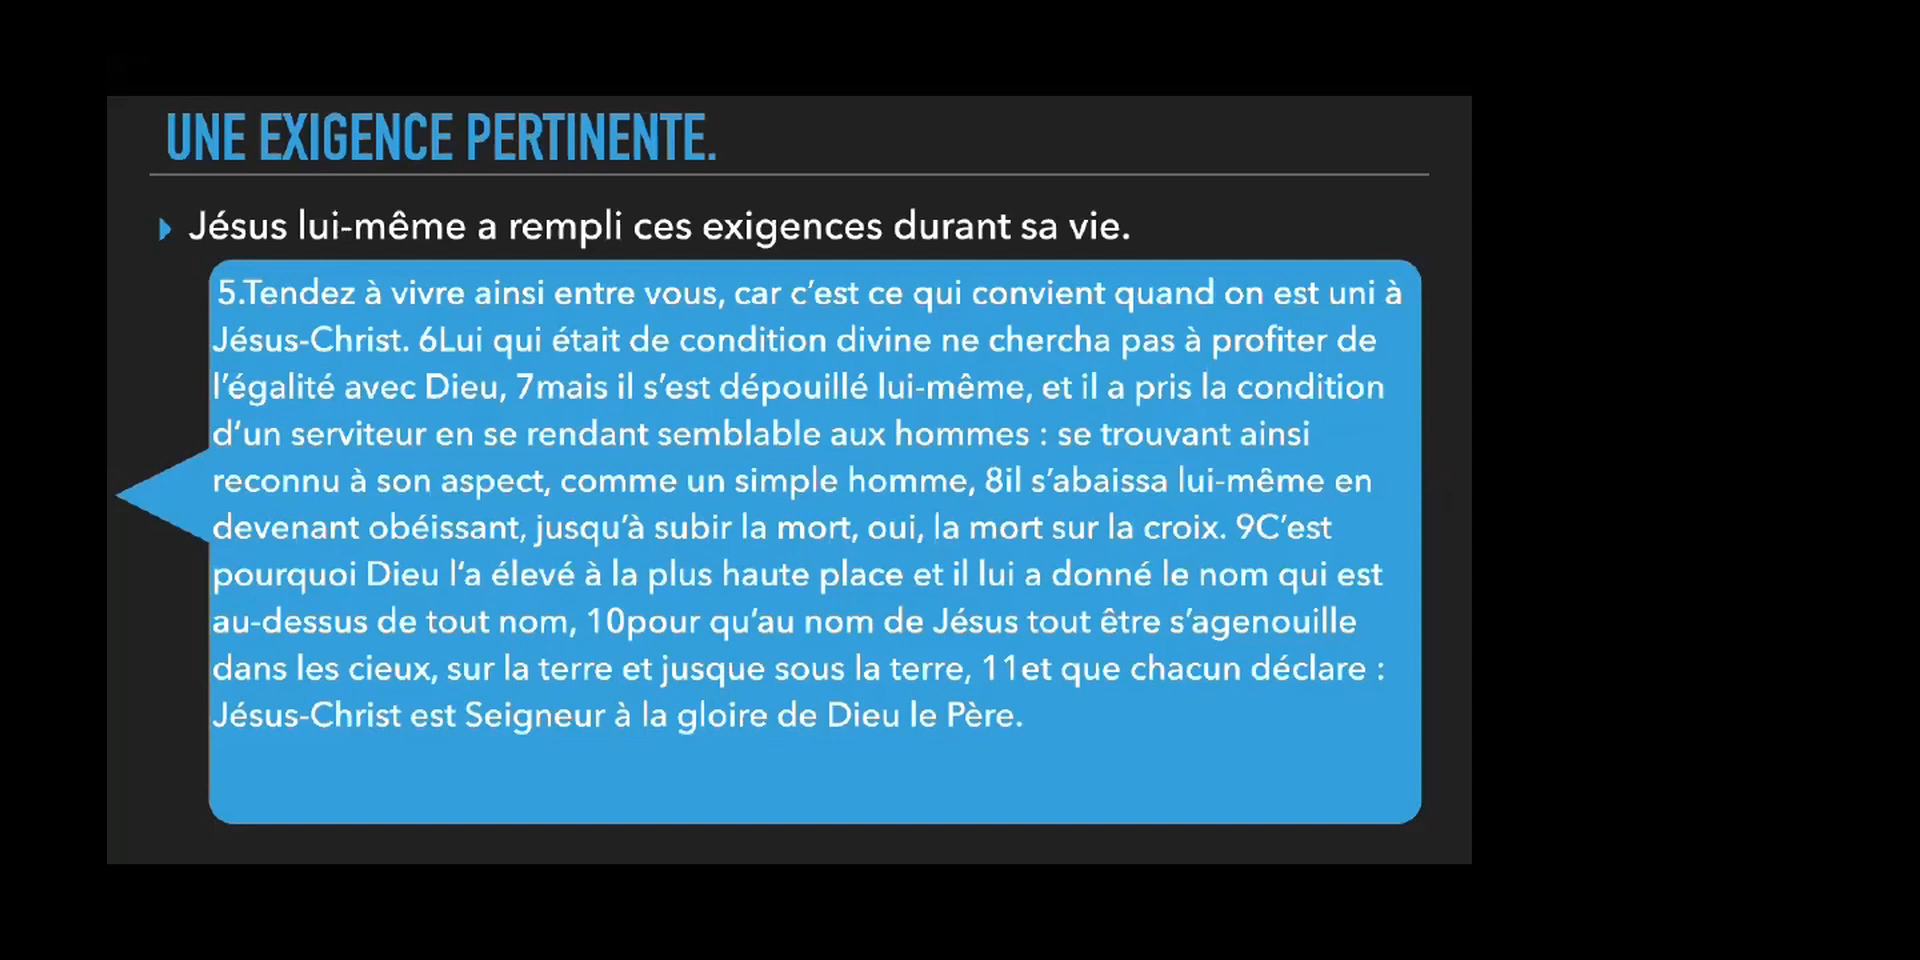 UNE EXIGENCE PERTINENTE.
Jésus lui-même a rempli ces exigences durant sa vie.
5.Tendez à vivre ainsi entre vous, car c’est ce qui convient quand on est uni à
Jésus-Christ. 6Lui qui était de condition divine ne chercha pas à profiter de
l’égalité avec Dieu, 7mais il s’est dépouillé lui-même, et il a pris la condition
d’un serviteur en se rendant semblable aux hommes : se trouvant ainsi
reconnu à son aspect, comme un simple homme, 8il s’abaissa lui-même en
devenant obéissant, jusqu’à subir la mort, oui, la mort sur la croix. 9C’est
pourquoi Dieu l’a élevé à la plus haute place et il lui a donné le nom qui est
au-dessus de tout nom, 10pour qu’au nom de Jésus tout être s’agenouille
dans les cieux, sur la terre et jusque sous la terre, 11et que chacun déclare :
Jésus-Christ est Seigneur à la gloire de Dieu le Père.